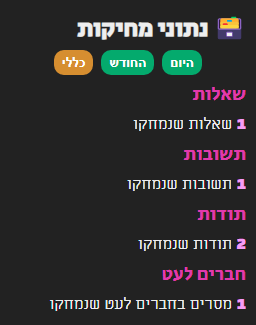 נתוני מחיקות
היום החודש כללי
שאלות
1 שאלות שנמחקו
תשובות
1 תשובות שנמחקו
תודות
2 תודות שנמחקו
חברים לעט
1 מסרים בחברים לעט שנמחקו